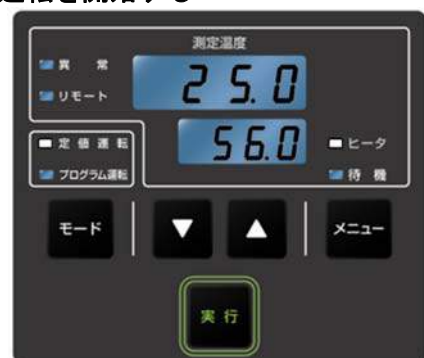 運転を開始する
測定温度
異常
リモート
25.0
定値運転
56.0
ヒータ
プログラム運転
待機
モード
▼
▲
メニュー
実行